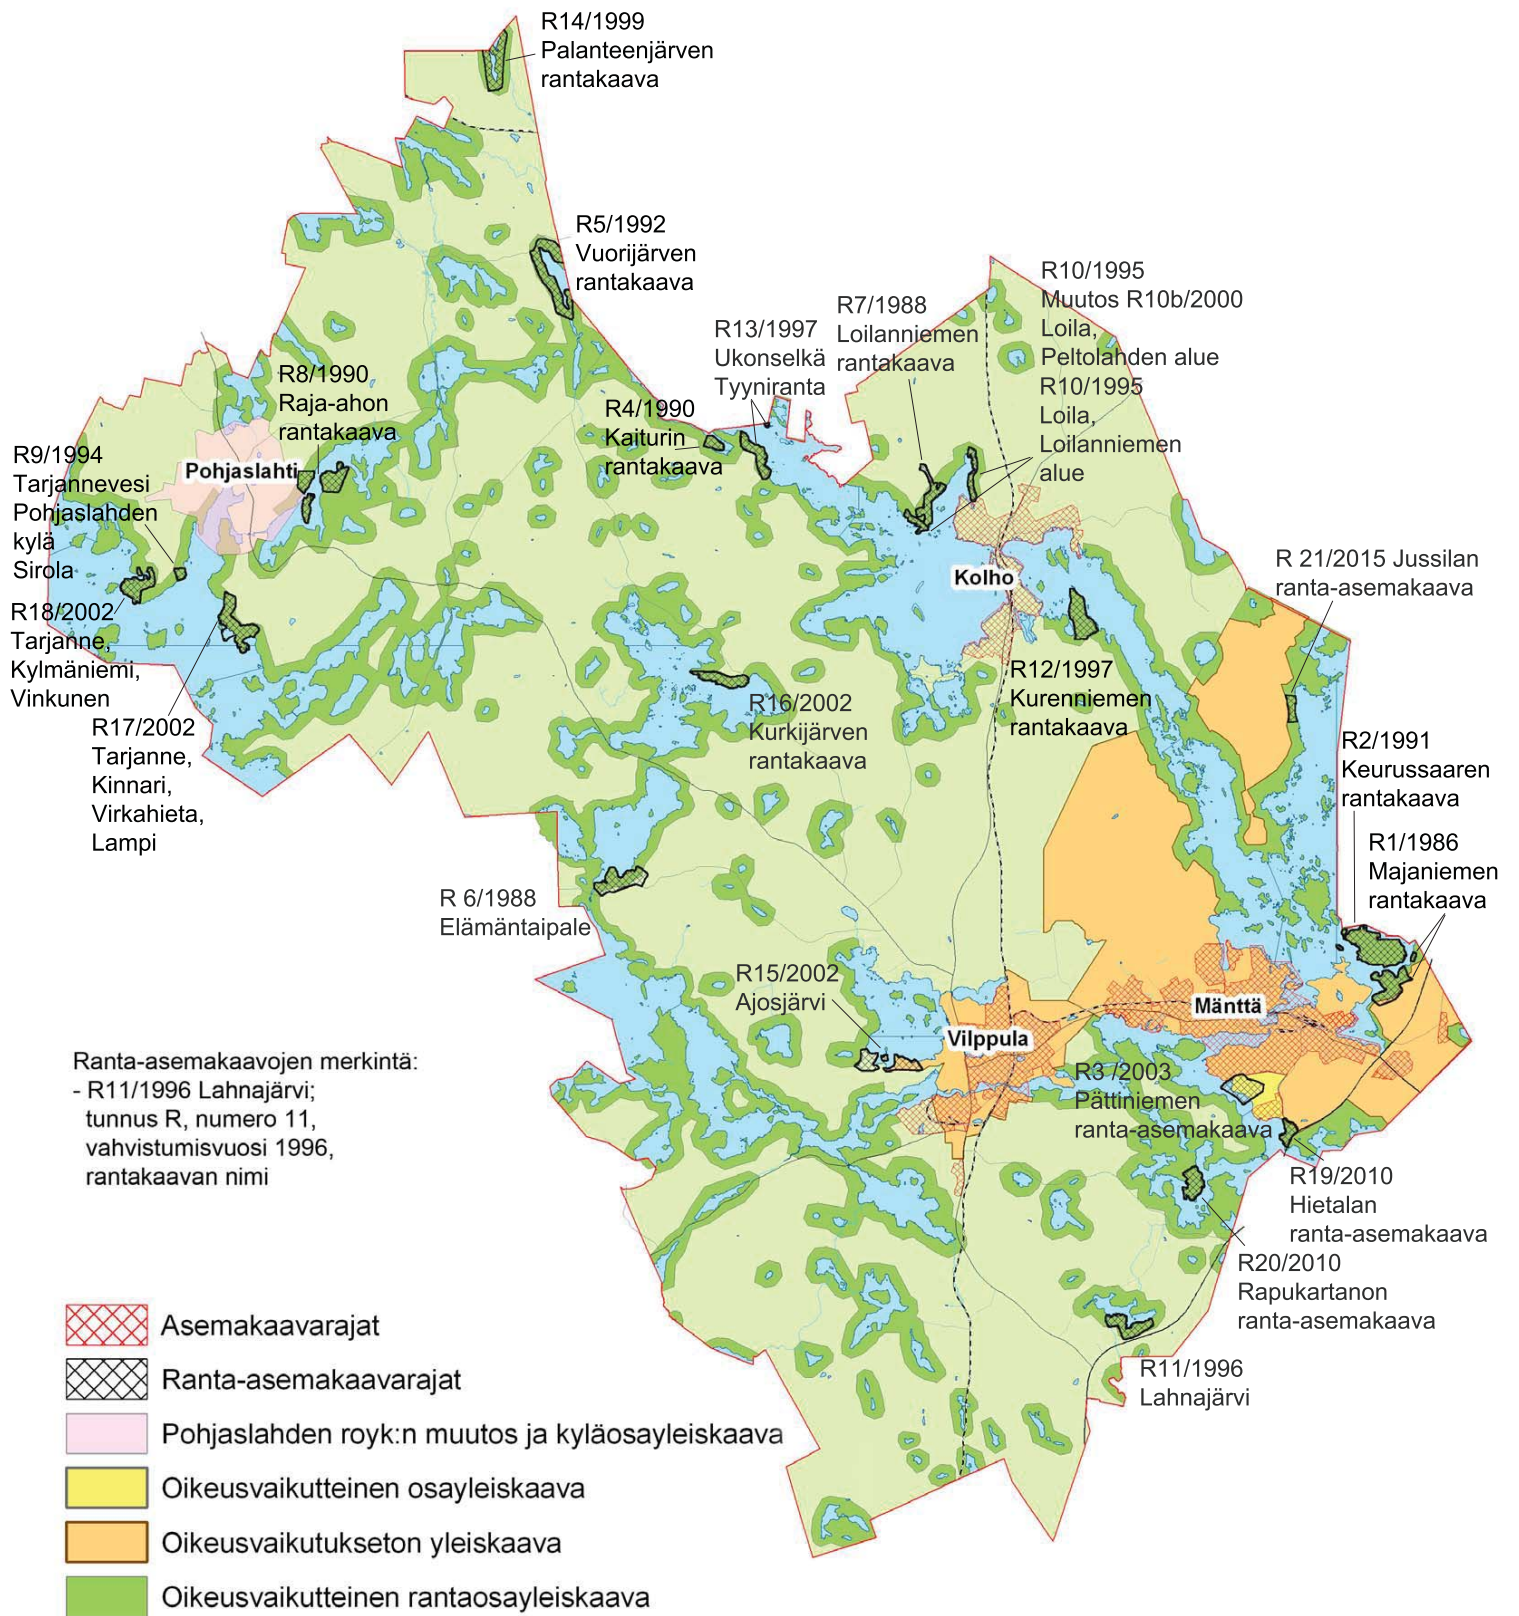 R14/1999
Palanteenjärven
rantakaava
R5/1992
Vuorijärven
rantakaava
R10/1995
Muutos R10b/2000
Loila,
Peltolahden alue
R10/1995
Loila,
Loilanniemen
alue
R7/1988
Loilanniemen
rantakaava
R13/1997
Ukonselkä
Tyyniranta
R8/1990
Raja-ahon
rantakaava
R4/1990
Kaiturin
rantakaava
R9/1994
Tarjannevesi
Pohjaslahden
kylä
Sirola
Pohjaslahti
Kolho
R 21/2015 Jussilan
ranta-asemakaava
R18/2002
Tarjanne,
Kylmäniemi,
Vinkunen
R12/1997
Kurenniemen
rantakaava
R16/2002
Kurkijärven
rantakaava
R17/2002
Tarjanne,
Kinnari,
Virkahieta,
Lampi
R2/1991
Keurussaaren
rantakaava
R1/1986
Majaniemen
rantakaava
R 6/1988
Elämäntaipale
R15/2002
Ajosjärvi
Mänttä
Vilppula
R3 /2003
Pättiniemen
ranta-asemakaava
Ranta-asemakaavojen merkintä:
- R11/1996 Lahnajärvi;
tunnus R, numero 11,
vahvistumisvuosi 1996,
rantakaavan nimi
R19/2010
Hietalan
ranta-asemakaava
R20/2010
Rapukartanon
ranta-asemakaava
R11/1996
Lahnajärvi
Asemakaavarajat
Ranta-asemakaavarajat
Pohjaslahden royk:n muutos ja kyläosayleiskaava
Oikeusvaikutteinen osayleiskaava
Oikeusvaikutukseton yleiskaava
Oikeusvaikutteinen rantaosayleiskaava